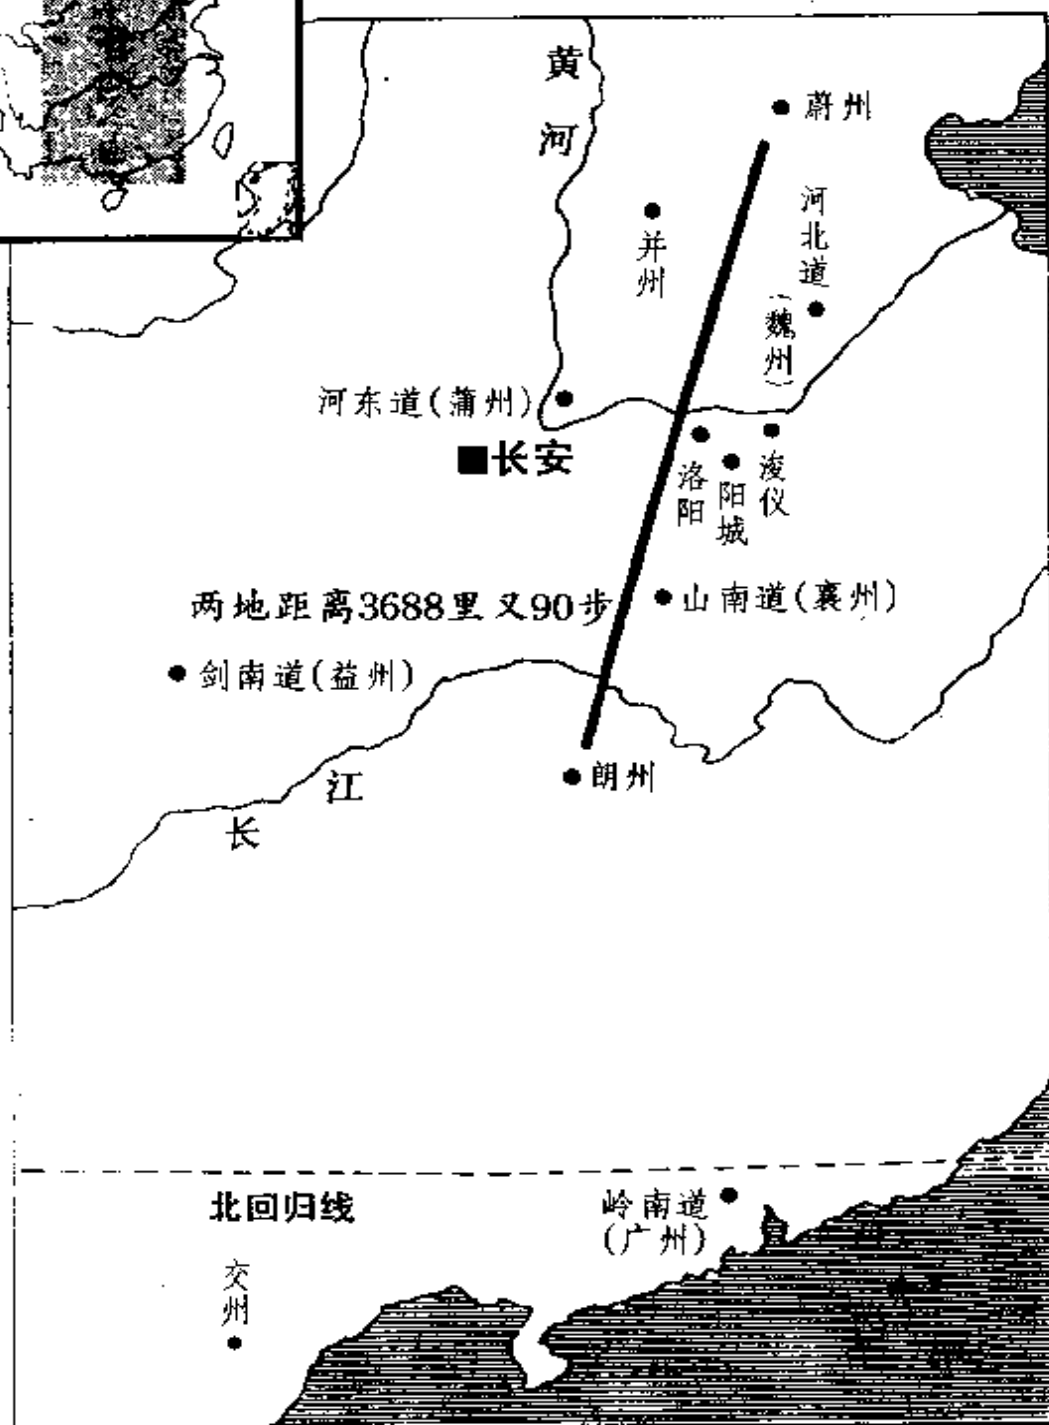 黄河
蔚州
并州
河北道
(魏州)
河东道(蒲州)
■长安
洛阳
阳城
浚仪
两地距离3688里又90步
山南道(襄州)
剑南道(益州)
朗州
长江
北回归线
岭南道
(广州)
交州